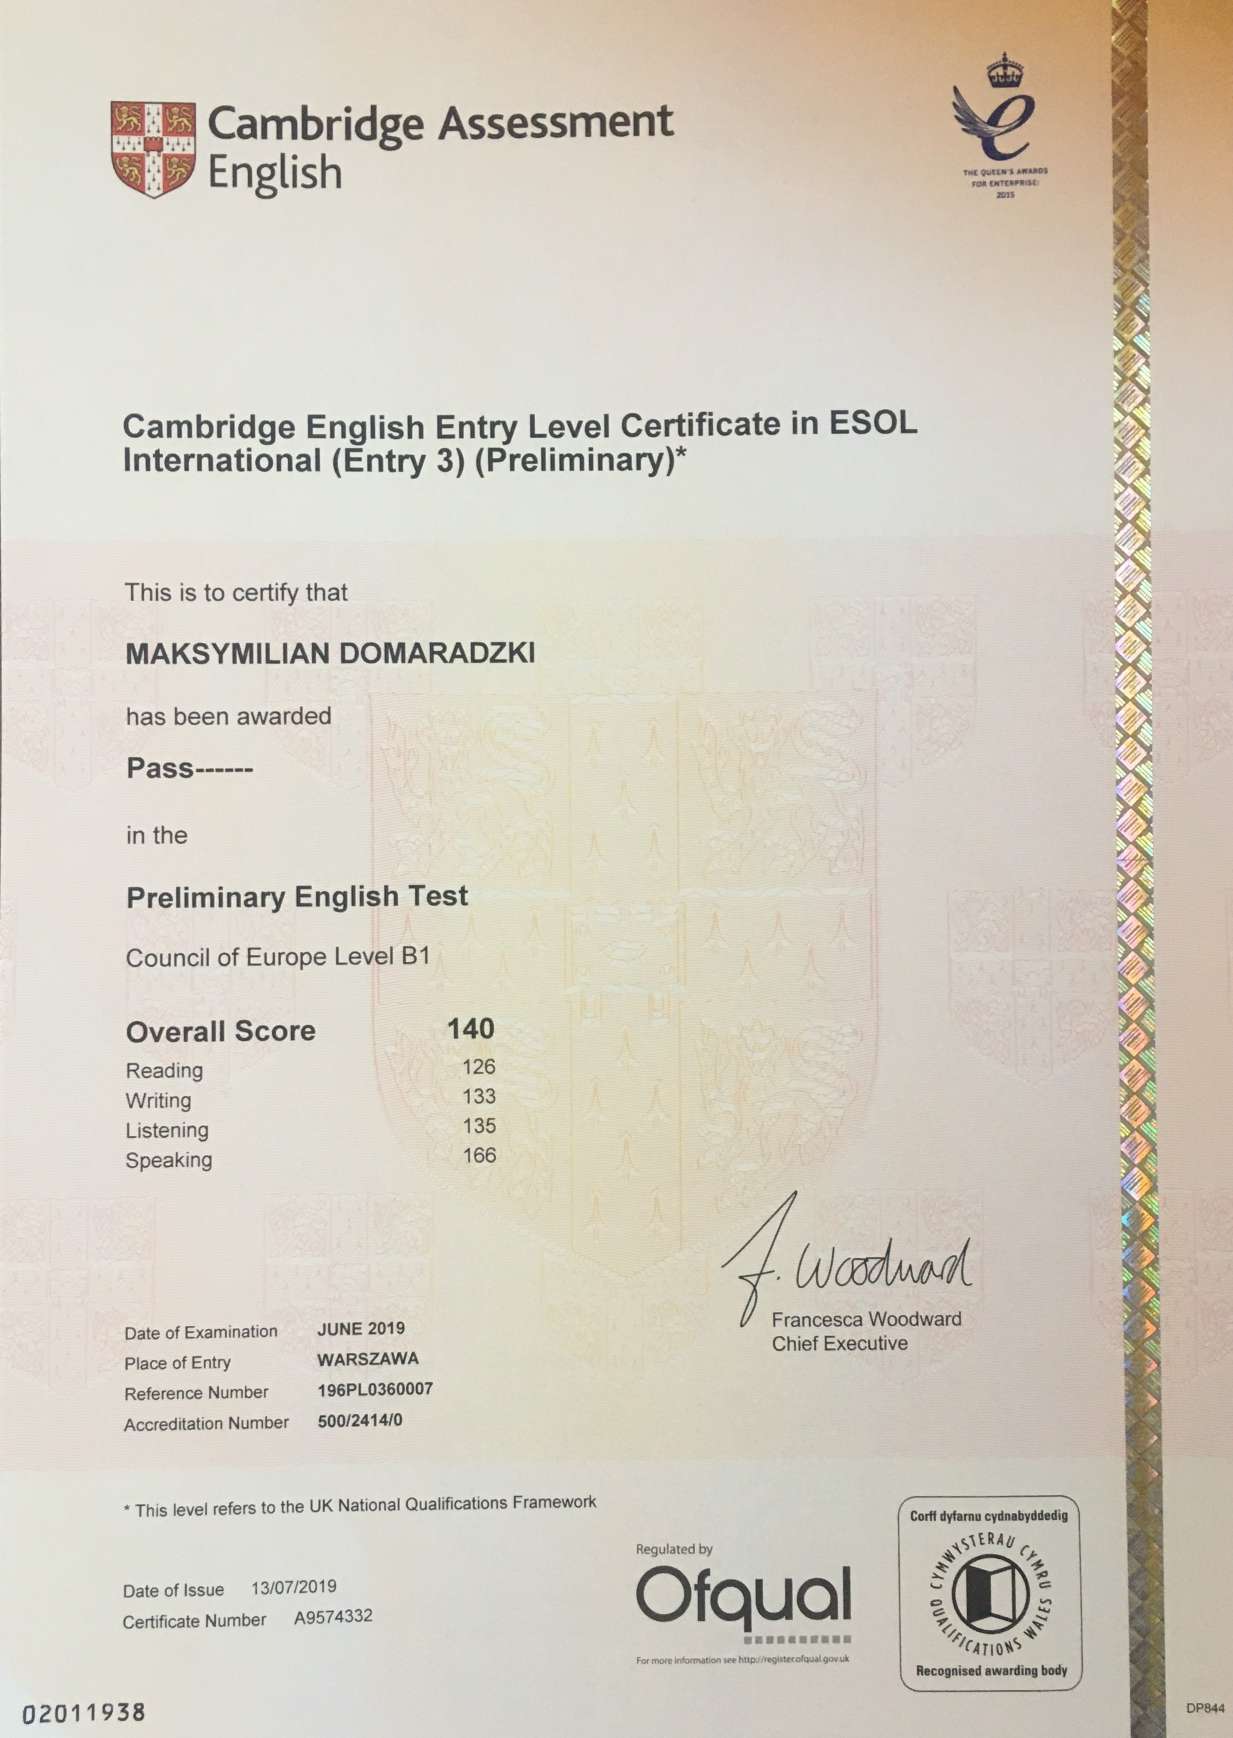 Cambridge Assessment
English
THE QUEEN'S AWARDS
FOR ENTERPRISE:
2015
Cambridge English Entry Level Certificate in ESOL
International (Entry 3) (Preliminary)*
This is to certify that
MAKSYMILIAN DOMARADZKI
has been awarded
Pass------
in the
Preliminary English Test
Council of Europe Level B1
Overall Score 140
Reading 126
Writing 133
Listening 135
Speaking 166
F. Woodward
Francesca Woodward
Chief Executive
Date of Examination JUNE 2019
Place of Entry WARSZAWA
Reference Number 196PL0360007
Accreditation Number 500/2414/0
* This level refers to the UK National Qualifications Framework
Date of Issue 13/07/2019
Certificate Number A9574332
Regulated by
Ofqual
For more information see http://register.ofqual.gov.uk
Corff dyfarnu cydnabyddedig
CYMWYSTERAU CYMRU
QUALIFICATIONS WALES
Recognised awarding body
02011938
DP844